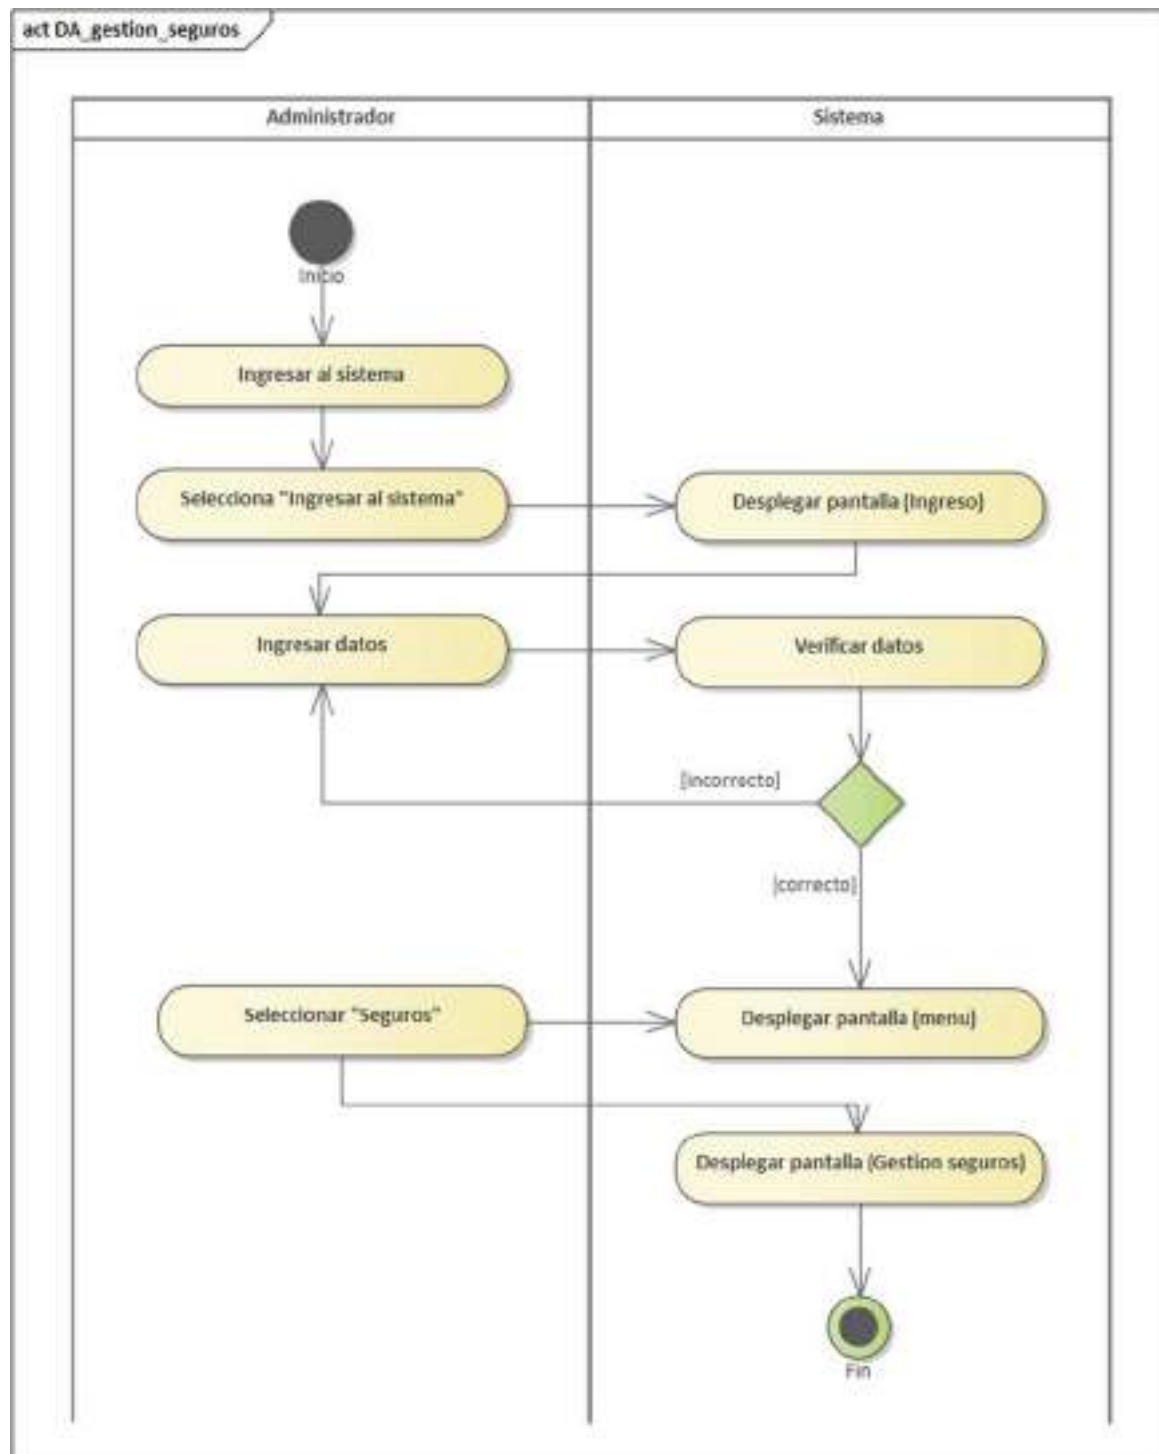 act DA_gestion_seguros
Administrador
Sistema
Inicio
Ingresar al sistema
Selecciona "Ingresar al sistema"
Desplegar pantalla (Ingreso)
Ingresar datos
Verificar datos
[incorrecto]
[correcto]
Seleccionar "Seguros"
Desplegar pantalla (menu)
Desplegar pantalla (Gestion seguros)
Fin